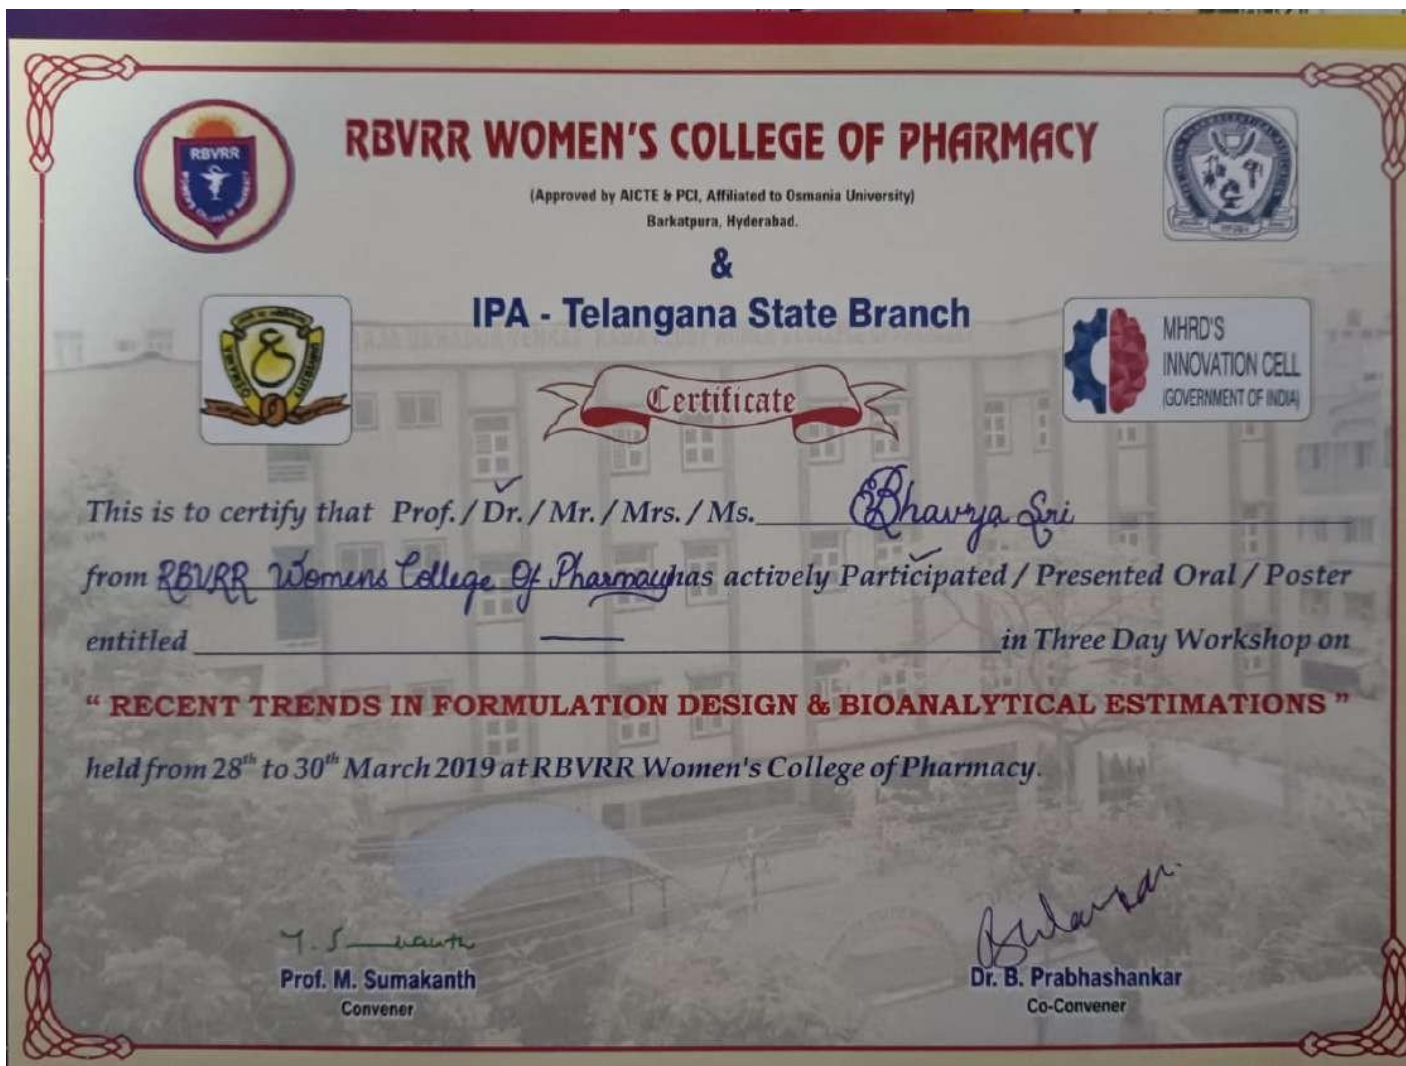 RBVRR WOMEN'S COLLEGE OF PHARMACY
RBVRR
(Approved by AICTE & PCI, Affiliated to Osmania University)
Barkatpura, Hyderabad.
&
IPA - Telangana State Branch
MHRD'S
INNOVATION CELL
(GOVERNMENT OF INDIA)
Certificate
This is to certify that Prof./Dr./Mr./Mrs./Ms. E Bhavya Sri
from RBVRR Womens College Of Pharmacy has actively Participated / Presented Oral / Poster
entitled — in Three Day Workshop on
“ RECENT TRENDS IN FORMULATION DESIGN & BIOANALYTICAL ESTIMATIONS ”
held from 28th to 30th March 2019 at RBVRR Women's College of Pharmacy.
Prof. M. Sumakanth
Convener
Dr. B. Prabhashankar
Co-Convener